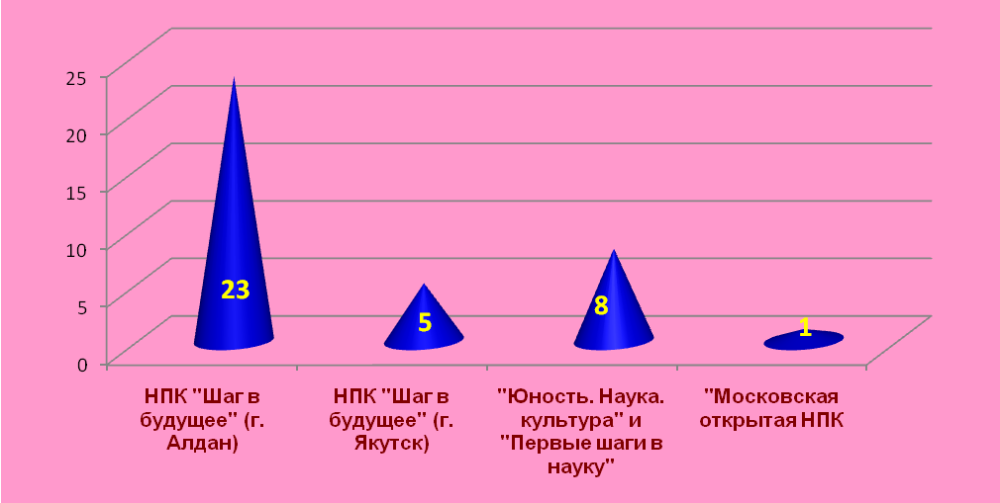 25
20
15
10
5
0
23
5
8
1
НПК "Шаг в
будущее" (г.
Алдан)
НПК "Шаг в
будущее" (г.
Якутск)
"Юность. Наука.
культура" и
"Первые шаги в
науку"
"Московская
открытая НПК